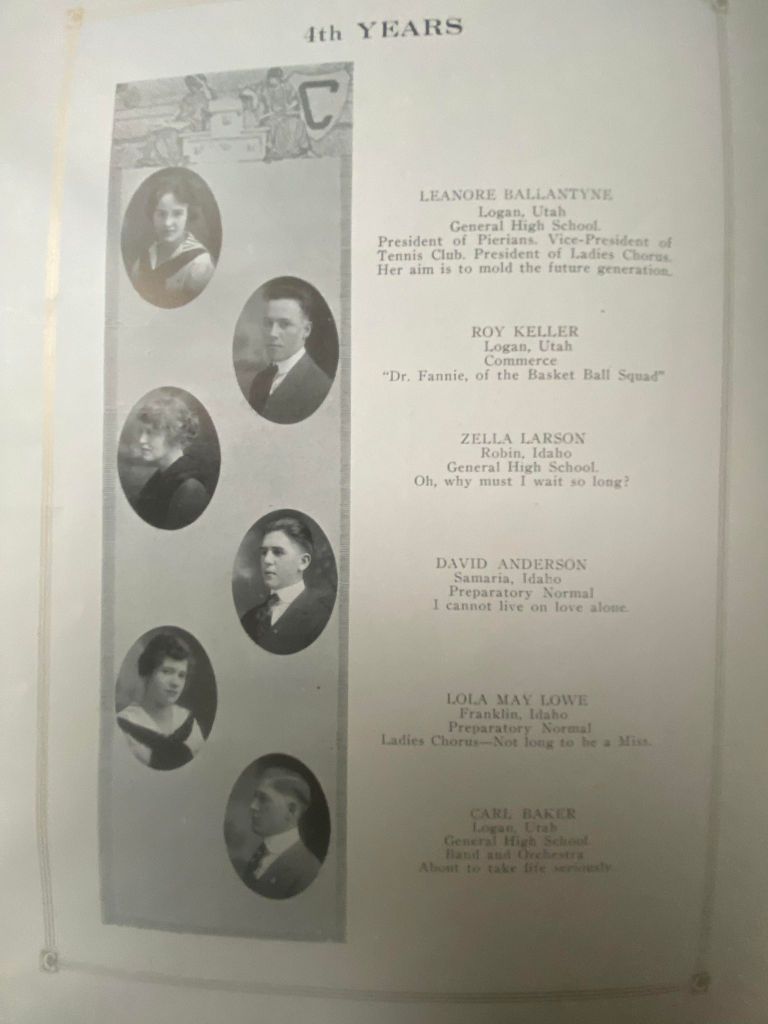 4th YEARS
C
LEANORE BALLANTYNE
Logan, Utah
General High School.
President of Pierians. Vice-President of
Tennis Club. President of Ladies Chorus.
Her aim is to mold the future generation.
ROY KELLER
Logan, Utah
Commerce
"Dr. Fannie, of the Basket Ball Squad"
ZELLA LARSON
Robin, Idaho
General High School.
Oh, why must I wait so long?
DAVID ANDERSON
Samaria, Idaho
Preparatory Normal
I cannot live on love alone.
LOLA MAY LOWE
Franklin, Idaho
Preparatory Normal
Ladies Chorus—Not long to be a Miss.
CARL BAKER
Logan, Utah
General High School
Band and Orchestra
About to take life seriously.
C
C